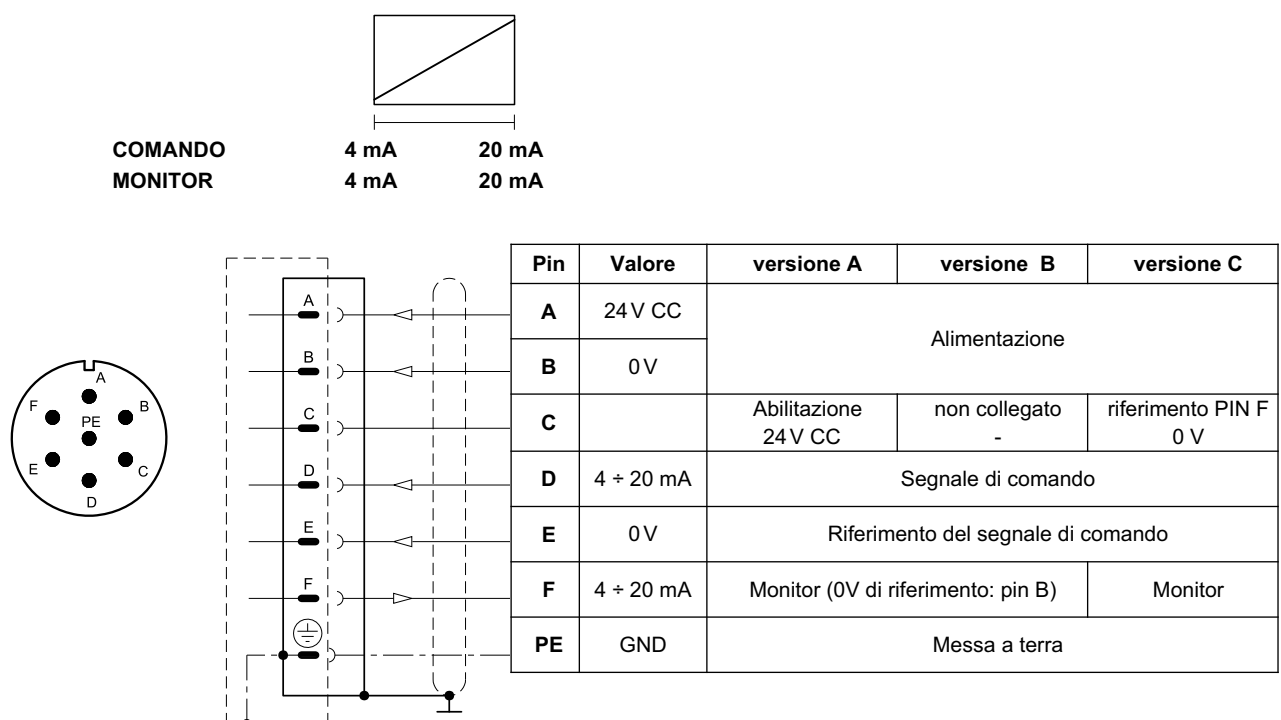 COMANDO 4 mA 20 mA
MONITOR 4 mA 20 mA
Pin Valore versione A versione B versione C
A 24 V CC Alimentazione
B 0 V
C Abilitazione 24 V CC non collegato - riferimento PIN F 0 V
D 4 ÷ 20 mA Segnale di comando
E 0 V Riferimento del segnale di comando
F 4 ÷ 20 mA Monitor (0V di riferimento: pin B) Monitor
PE GND Messa a terra
A
B
C
D
E
F
A
F
B
PE
E
C
D